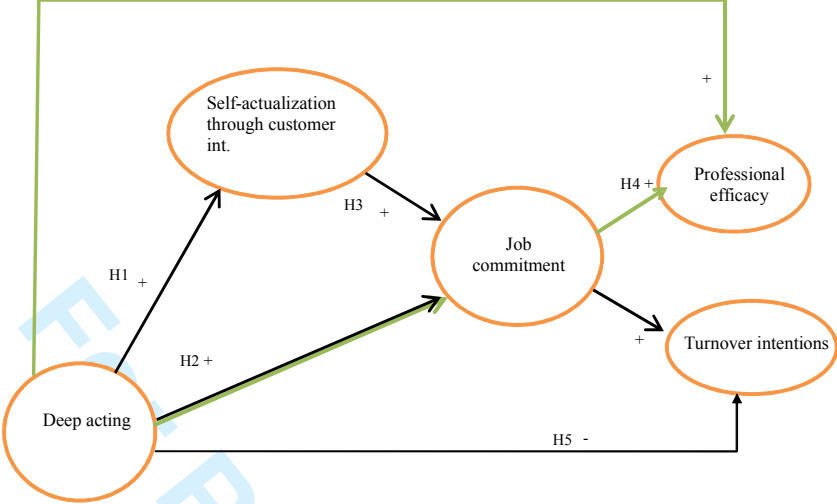 +
Self-actualization
through customer
int.
Professional
efficacy
H4 +
H3
+
Job
commitment
H1
+
+
Turnover intentions
H2 +
Deep acting
H5 -